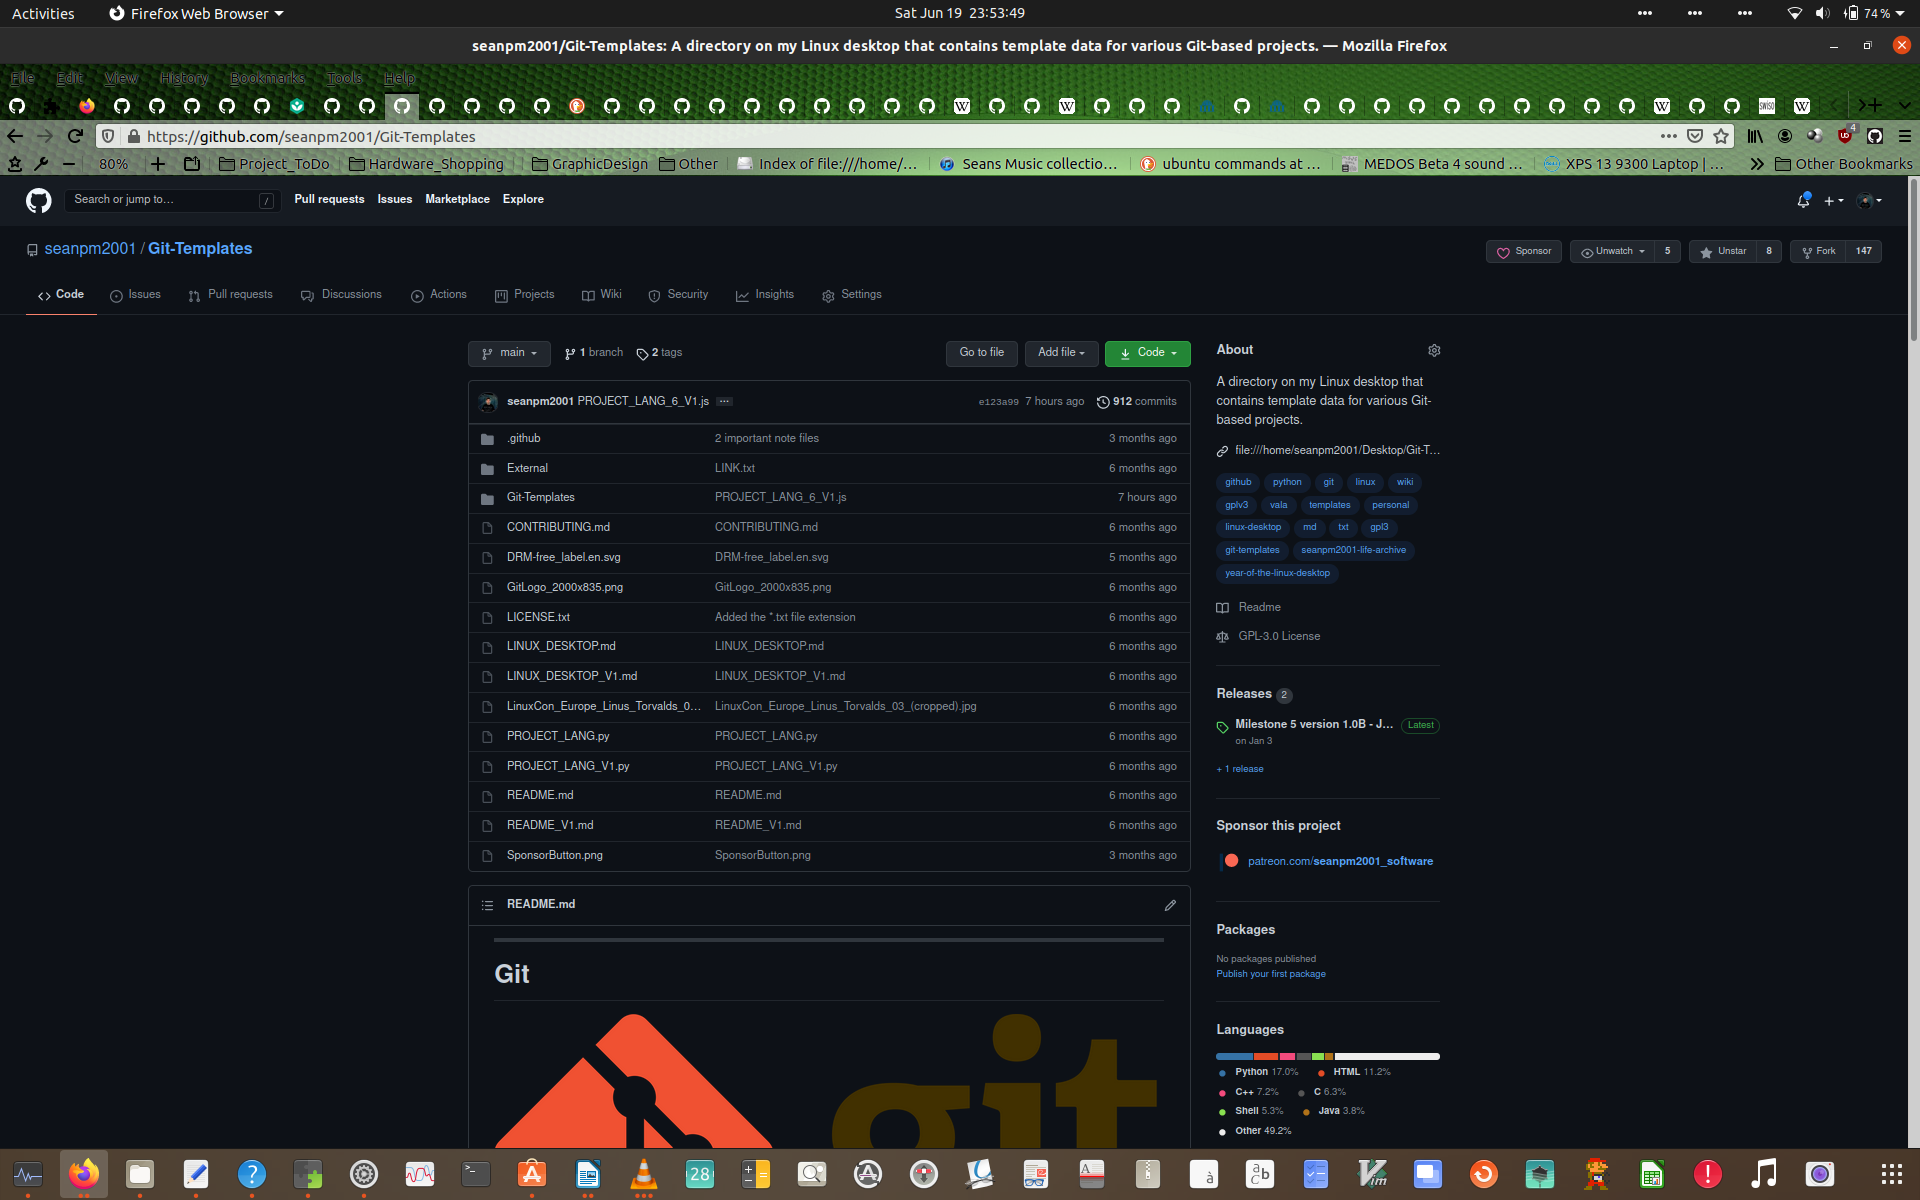 Activities Firefox Web Browser Sat Jun 19 23:53:49 74 %
seanpm2001/Git-Templates: A directory on my Linux desktop that contains template data for various Git-based projects. — Mozilla Firefox
File Edit View History Bookmarks Tools Help
https://github.com/seanpm2001/Git-Templates
80% Project_ToDo Hardware_Shopping GraphicDesign Other Index of file:///home/... Seans Music collectio... ubuntu commands at ... MEDOS Beta 4 sound ... XPS 13 9300 Laptop | ... Other Bookmarks
Search or jump to... / Pull requests Issues Marketplace Explore
seanpm2001 / Git-Templates Sponsor Unwatch 5 Unstar 8 Fork 147
Code Issues Pull requests Discussions Actions Projects Wiki Security Insights Settings
main 1 branch 2 tags Go to file Add file Code
seanpm2001 PROJECT_LANG_6_V1.js ... e123a99 7 hours ago 912 commits
.github 2 important note files 3 months ago
External LINK.txt 6 months ago
Git-Templates PROJECT_LANG_6_V1.js 7 hours ago
CONTRIBUTING.md CONTRIBUTING.md 6 months ago
DRM-free_label.en.svg DRM-free_label.en.svg 5 months ago
GitLogo_2000x835.png GitLogo_2000x835.png 6 months ago
LICENSE.txt Added the *.txt file extension 6 months ago
LINUX_DESKTOP.md LINUX_DESKTOP.md 6 months ago
LINUX_DESKTOP_V1.md LINUX_DESKTOP_V1.md 6 months ago
LinuxCon_Europe_Linus_Torvalds_0... LinuxCon_Europe_Linus_Torvalds_03_(cropped).jpg 6 months ago
PROJECT_LANG.py PROJECT_LANG.py 6 months ago
PROJECT_LANG_V1.py PROJECT_LANG_V1.py 6 months ago
README.md README.md 6 months ago
README_V1.md README_V1.md 6 months ago
SponsorButton.png SponsorButton.png 3 months ago
README.md
Git
git
About
A directory on my Linux desktop that
contains template data for various Git-
based projects.
file:///home/seanpm2001/Desktop/Git-T...
github python git linux wiki
gplv3 vala templates personal
linux-desktop md txt gpl3
git-templates seanpm2001-life-archive
year-of-the-linux-desktop
Readme
GPL-3.0 License
Releases 2
Milestone 5 version 1.0B - J... Latest
on Jan 3
+ 1 release
Sponsor this project
patreon.com/seanpm2001_software
Packages
No packages published
Publish your first package
Languages
Python 17.0% HTML 11.2%
C++ 7.2% C 6.3%
Shell 5.3% Java 3.8%
Other 49.2%
28